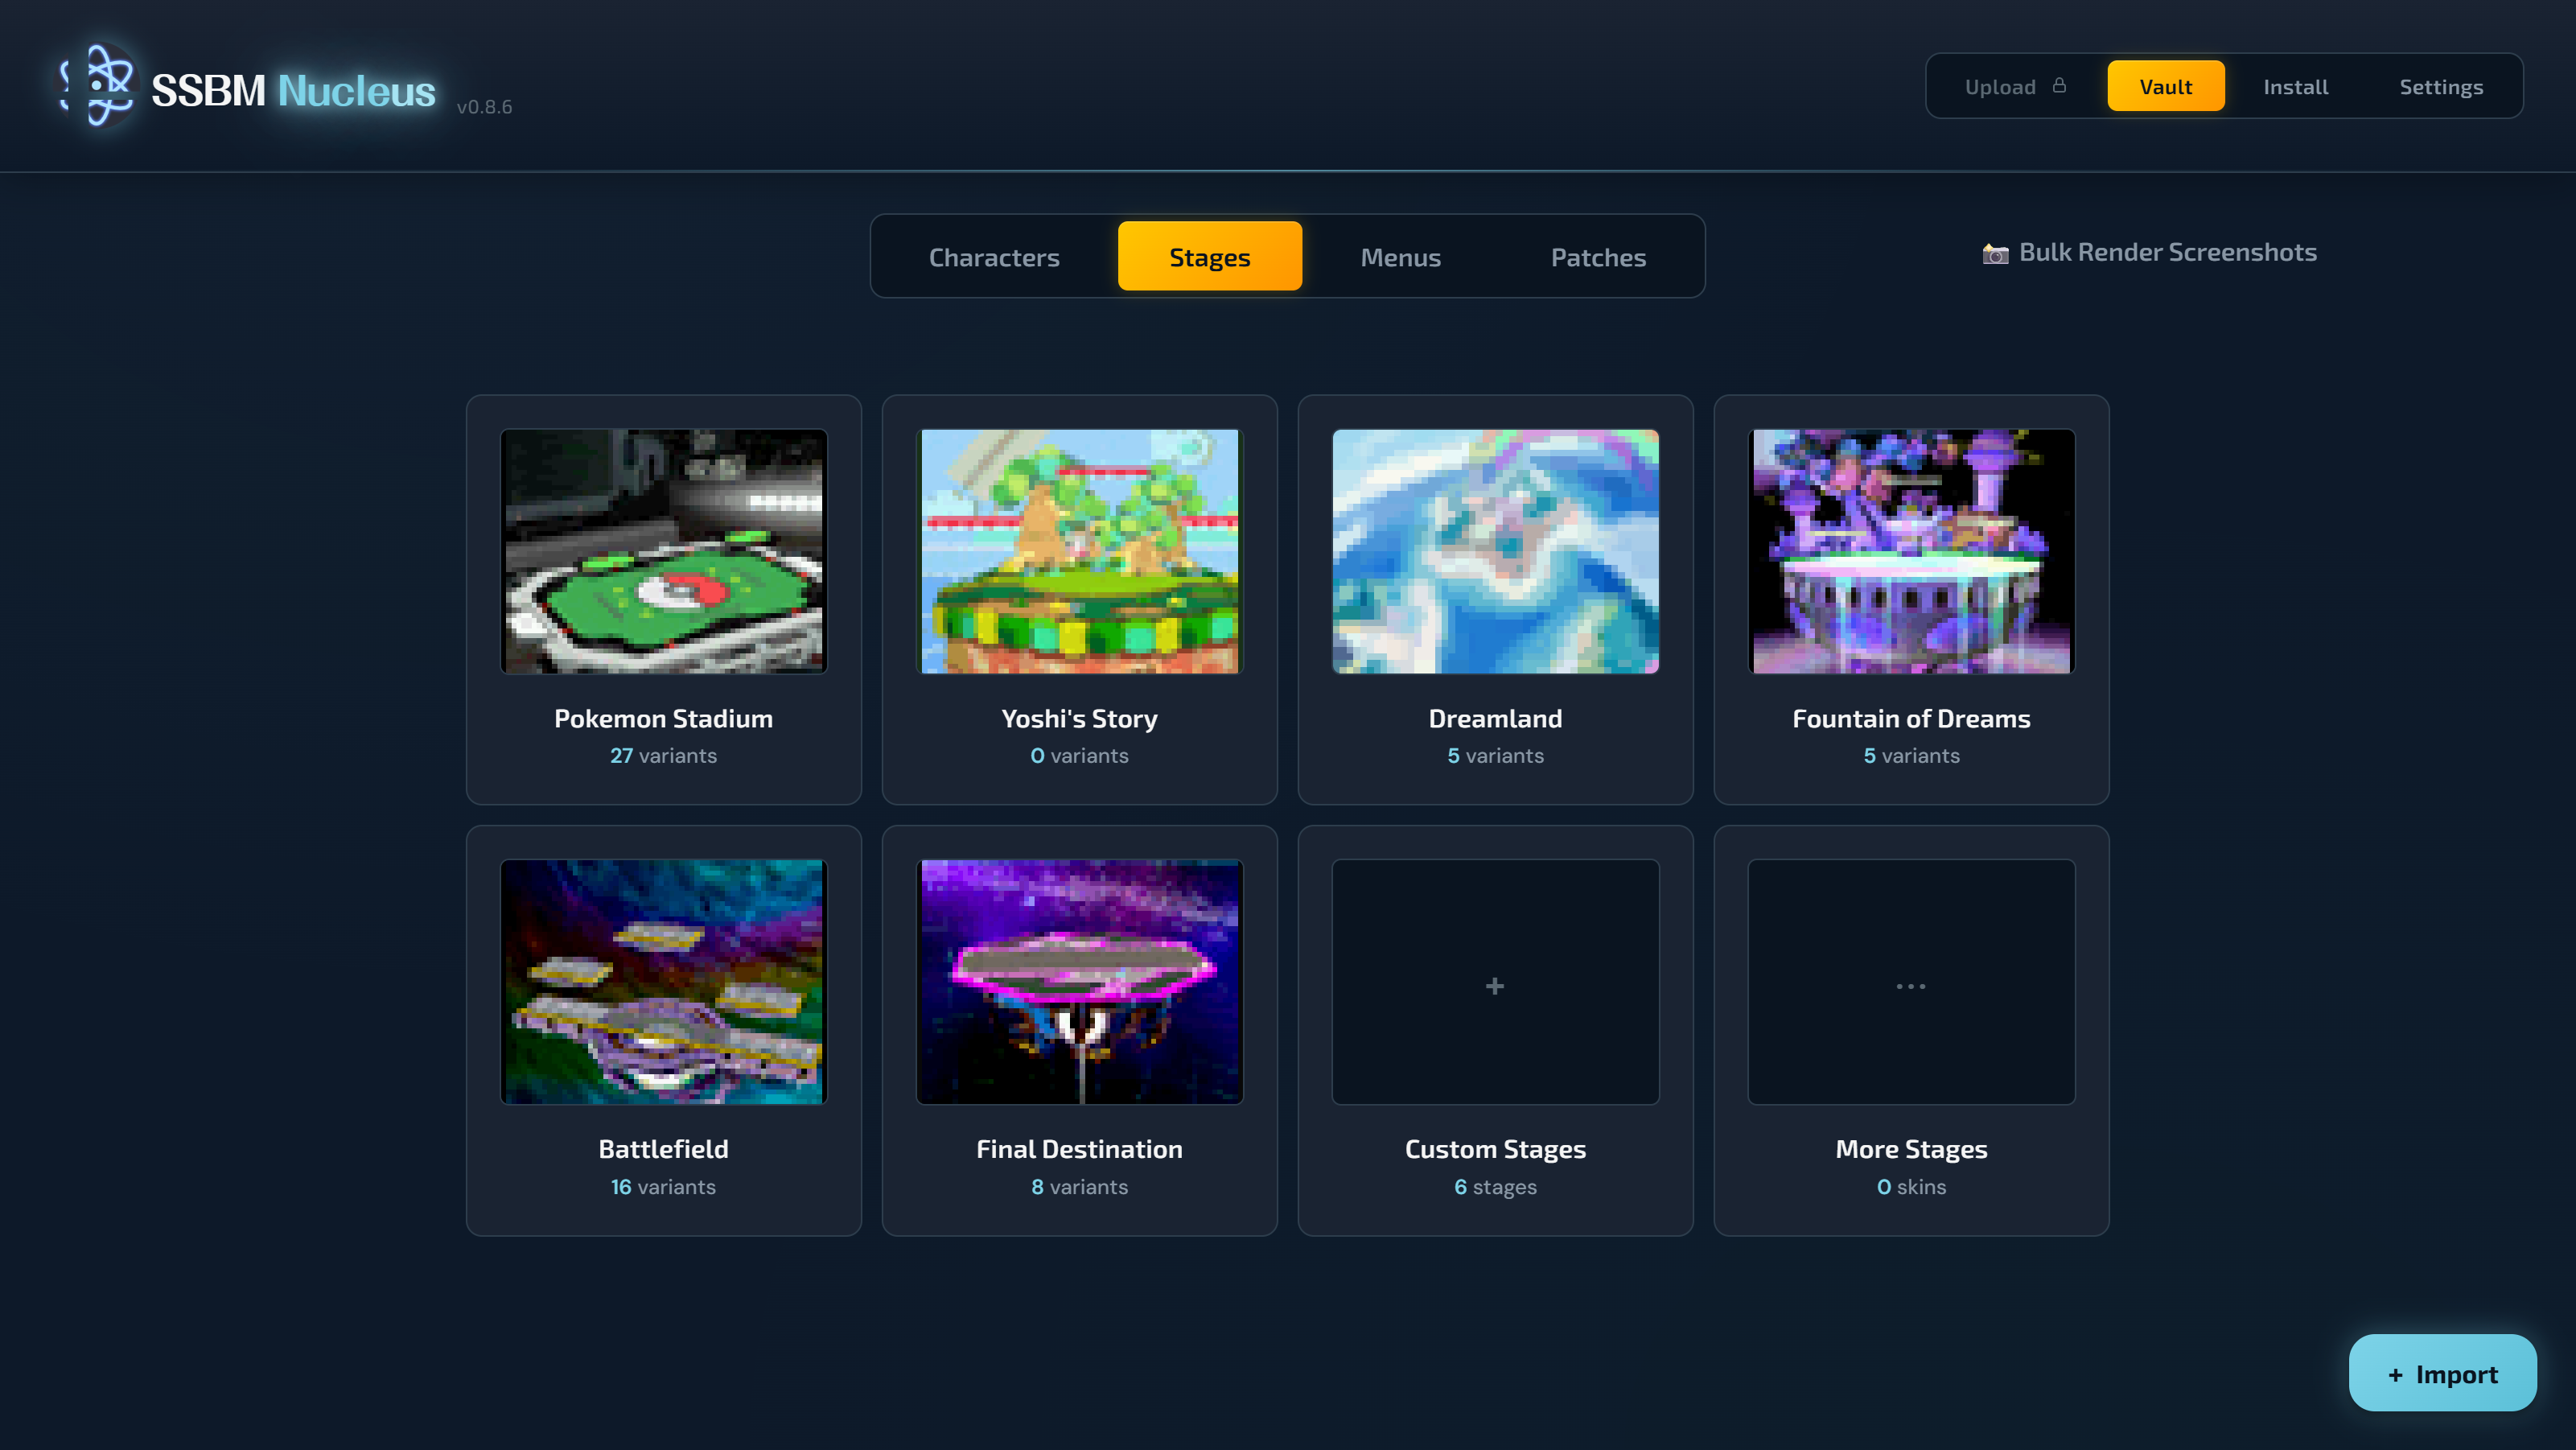 SSBM Nucleus v0.8.6
Upload Vault Install Settings
Characters Stages Menus Patches
Bulk Render Screenshots
Pokemon Stadium
27 variants
Yoshi's Story
0 variants
Dreamland
5 variants
Fountain of Dreams
5 variants
Battlefield
16 variants
Final Destination
8 variants
+
Custom Stages
6 stages
...
More Stages
0 skins
+ Import